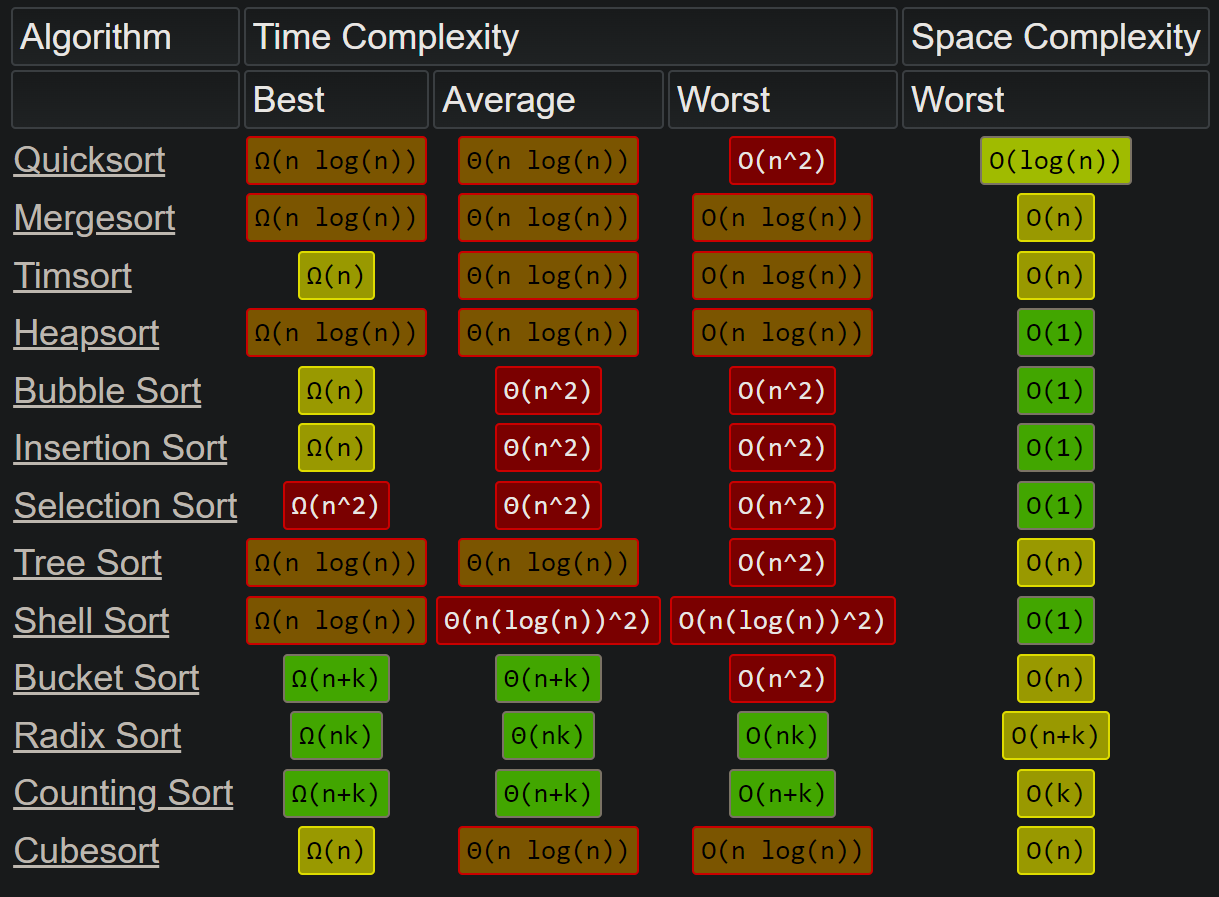 Algorithm Time Complexity Space Complexity
Best Average Worst Worst
Quicksort Ω(n log(n)) Θ(n log(n)) O(n^2) O(log(n))
Mergesort Ω(n log(n)) Θ(n log(n)) O(n log(n)) O(n)
Timsort Ω(n) Θ(n log(n)) O(n log(n)) O(n)
Heapsort Ω(n log(n)) Θ(n log(n)) O(n log(n)) O(1)
Bubble Sort Ω(n) Θ(n^2) O(n^2) O(1)
Insertion Sort Ω(n) Θ(n^2) O(n^2) O(1)
Selection Sort Ω(n^2) Θ(n^2) O(n^2) O(1)
Tree Sort Ω(n log(n)) Θ(n log(n)) O(n^2) O(n)
Shell Sort Ω(n log(n)) Θ(n(log(n))^2) O(n(log(n))^2) O(1)
Bucket Sort Ω(n+k) Θ(n+k) O(n^2) O(n)
Radix Sort Ω(nk) Θ(nk) O(nk) O(n+k)
Counting Sort Ω(n+k) Θ(n+k) O(n+k) O(k)
Cubesort Ω(n) Θ(n log(n)) O(n log(n)) O(n)